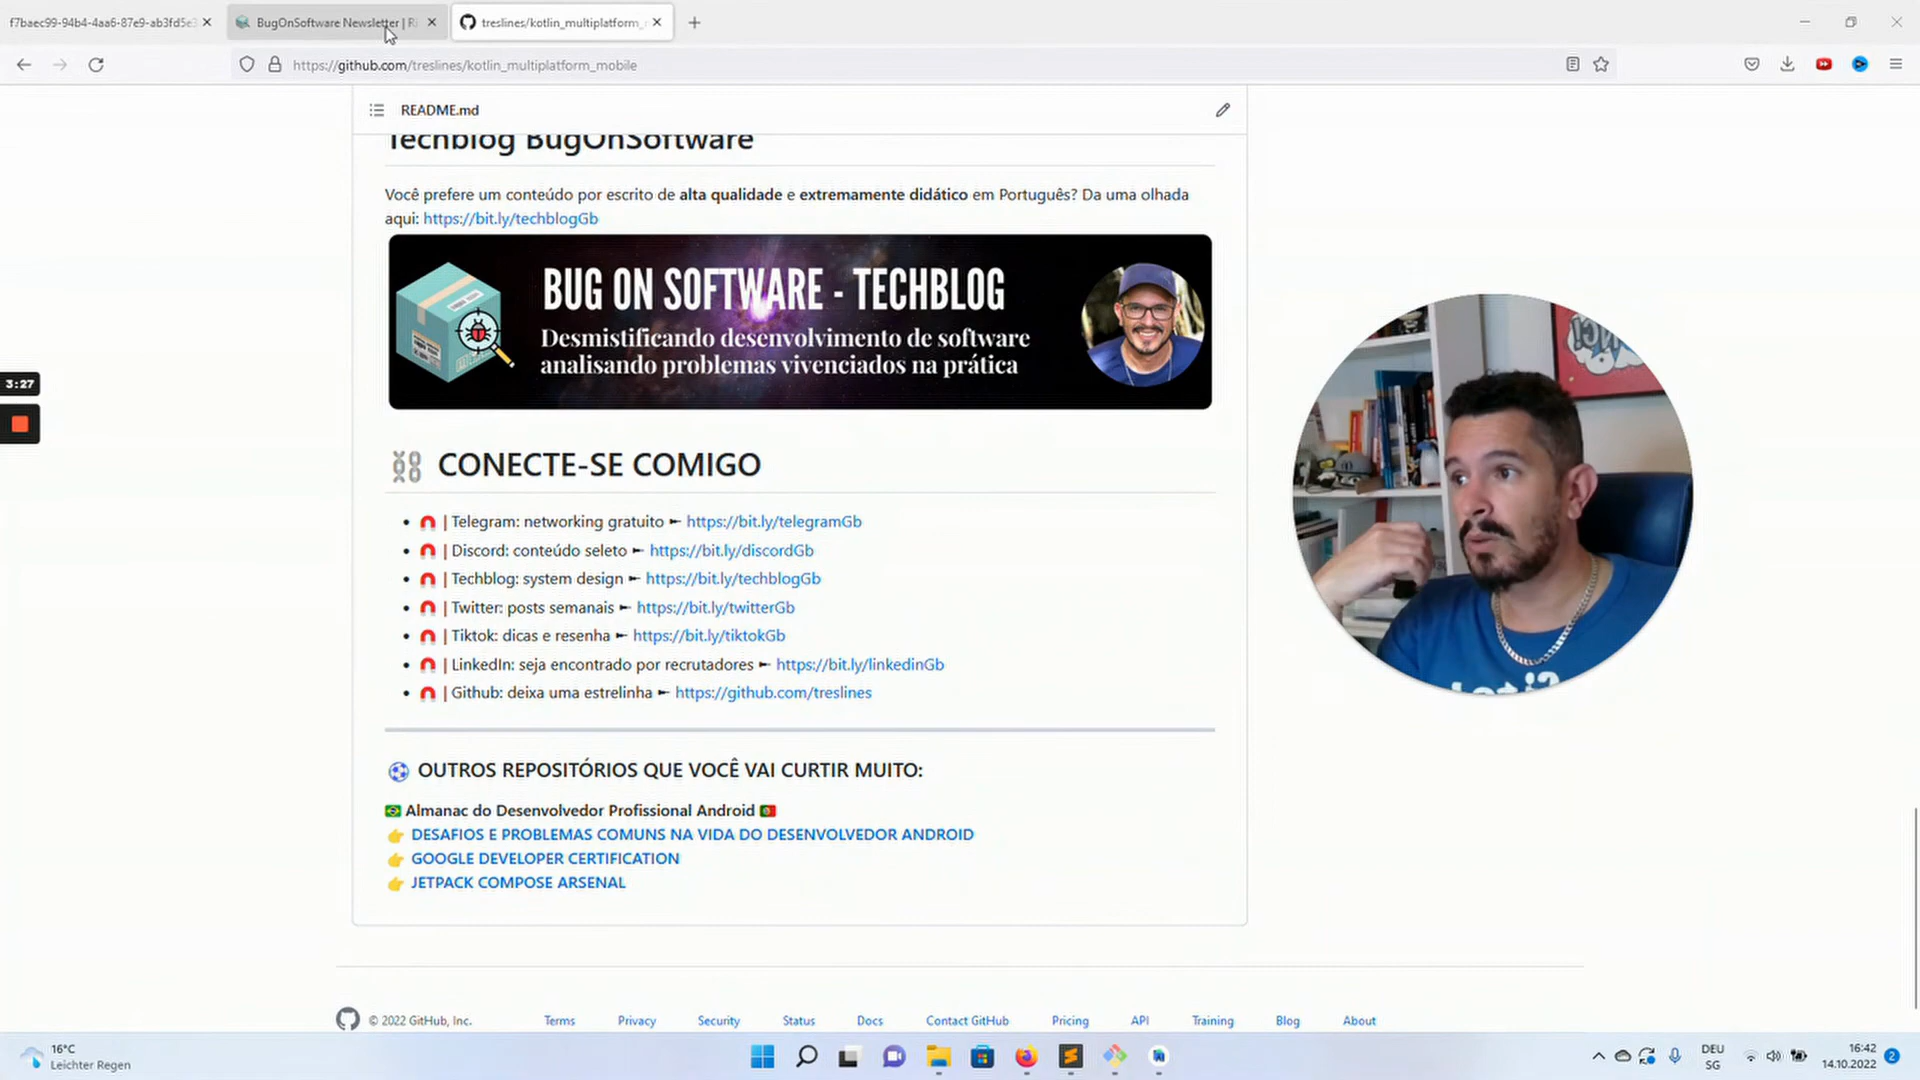 f7baec99-94b4-4aa6-87e9-ab3fd5e3
BugOnSoftware Newsletter | Ri
treslines/kotlin_multiplatform_
https://github.com/treslines/kotlin_multiplatform_mobile
README.md
Techblog BugOnSoftware
Você prefere um conteúdo por escrito de alta qualidade e extremamente didático em Português? Da uma olhada
aqui: https://bit.ly/techblogGb
BUG ON SOFTWARE - TECHBLOG
Desmistificando desenvolvimento de software
analisando problemas vivenciados na prática
3:27
CONECTE-SE COMIGO
| Telegram: networking gratuito ► https://bit.ly/telegramGb
| Discord: conteúdo seleto ► https://bit.ly/discordGb
| Techblog: system design ► https://bit.ly/techblogGb
| Twitter: posts semanais ► https://bit.ly/twitterGb
| Tiktok: dicas e resenha ► https://bit.ly/tiktokGb
| LinkedIn: seja encontrado por recrutadores ► https://bit.ly/linkedinGb
| Github: deixa uma estrelinha ► https://github.com/treslines
OUTROS REPOSITÓRIOS QUE VOCÊ VAI CURTIR MUITO:
Almanac do Desenvolvedor Profissional Android
DESAFIOS E PROBLEMAS COMUNS NA VIDA DO DESENVOLVEDOR ANDROID
GOOGLE DEVELOPER CERTIFICATION
JETPACK COMPOSE ARSENAL
© 2022 GitHub, Inc. Terms Privacy Security Status Docs Contact GitHub Pricing API Training Blog About
16°C
Leichter Regen
DEU
SG
16:42
14.10.2022
2